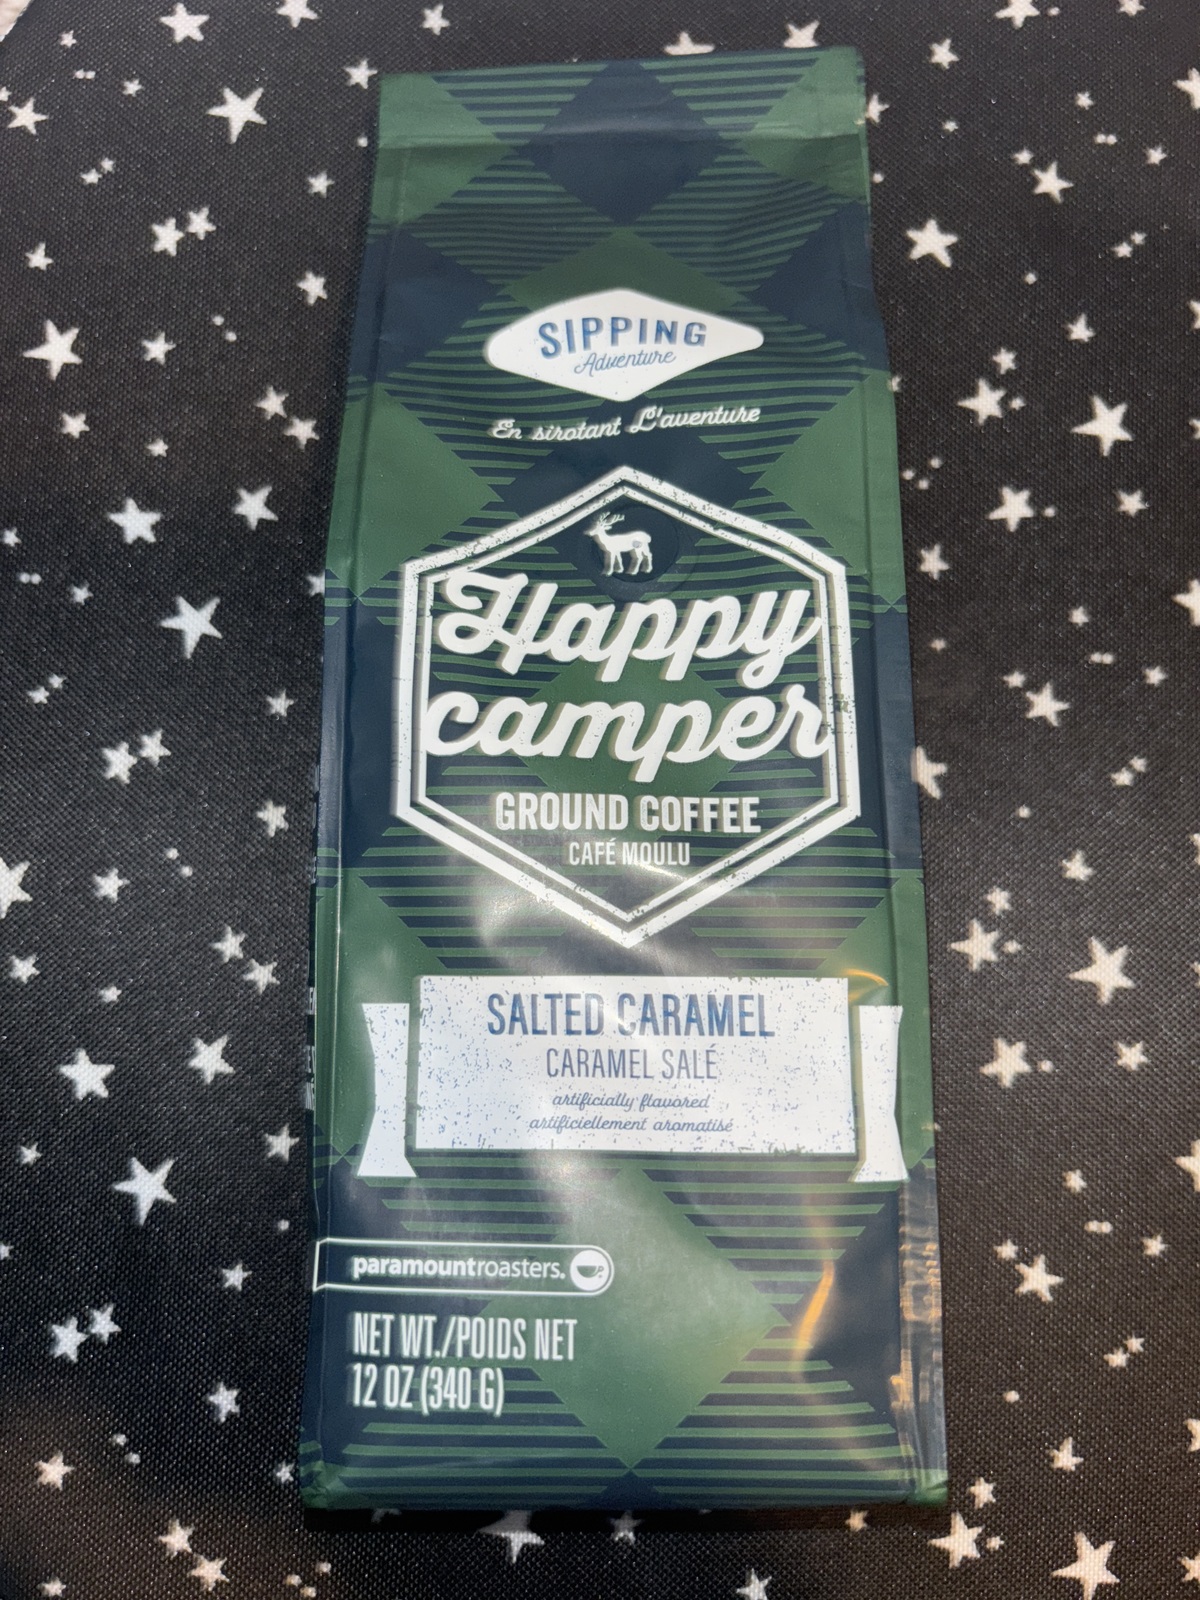 SIPPING
Adventure
En sirotant L'aventure
Happy
camper
GROUND COFFEE
CAFÉ MOULU
SALTED CARAMEL
CARAMEL SALÉ
artificially flavored
artificiellement aromatisé
paramountroasters.
NET WT./POIDS NET
12 OZ (340 G)